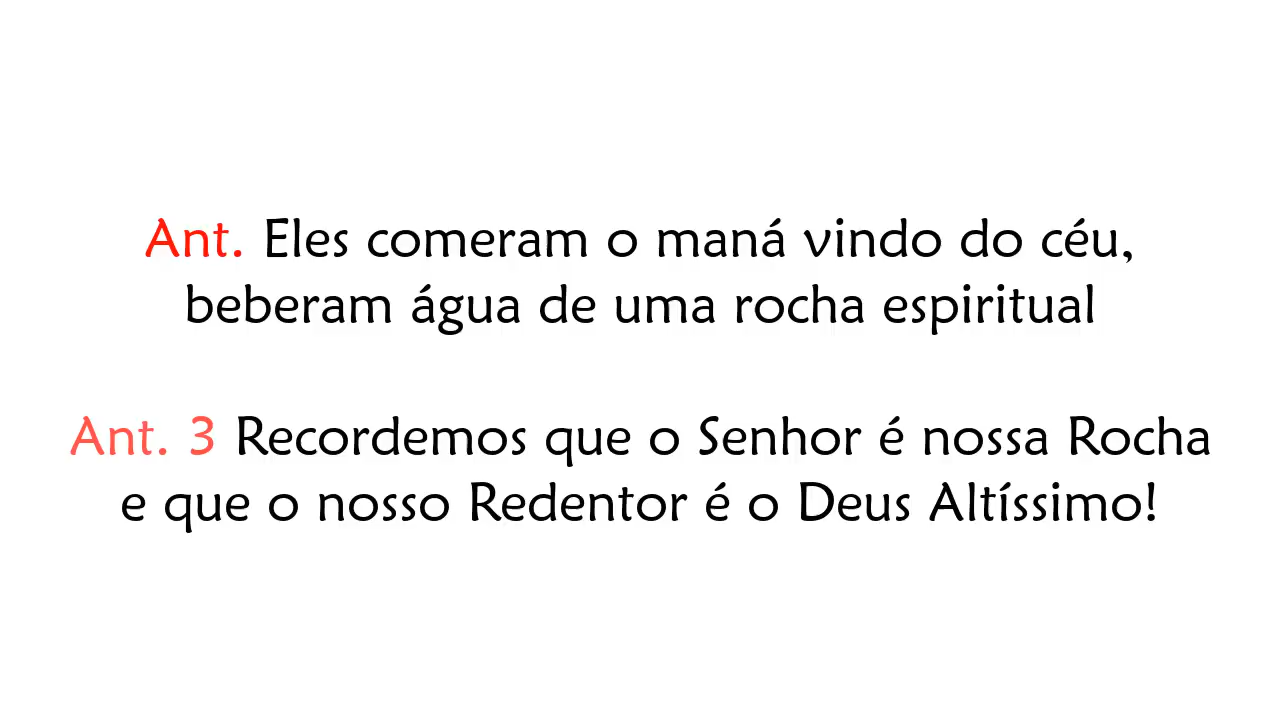 Ant. Eles comeram o maná vindo do céu,
beberam água de uma rocha espiritual
Ant. 3 Recordemos que o Senhor é nossa Rocha
e que o nosso Redentor é o Deus Altíssimo!